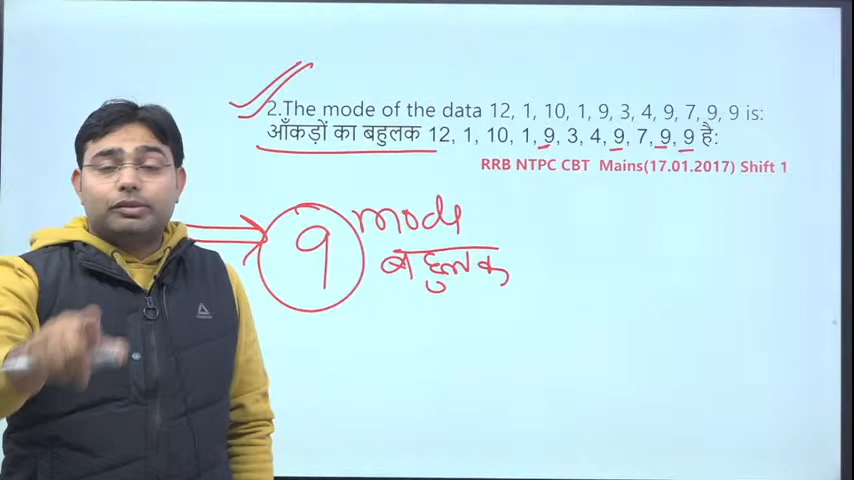 2.The mode of the data 12, 1, 10, 1, 9, 3, 4, 9, 7, 9, 9 is:
आँकड़ों का बहुलक 12, 1, 10, 1, 9, 3, 4, 9, 7, 9, 9 है:
RRB NTPC CBT Mains(17.01.2017) Shift 1
9 mode
बहुलक